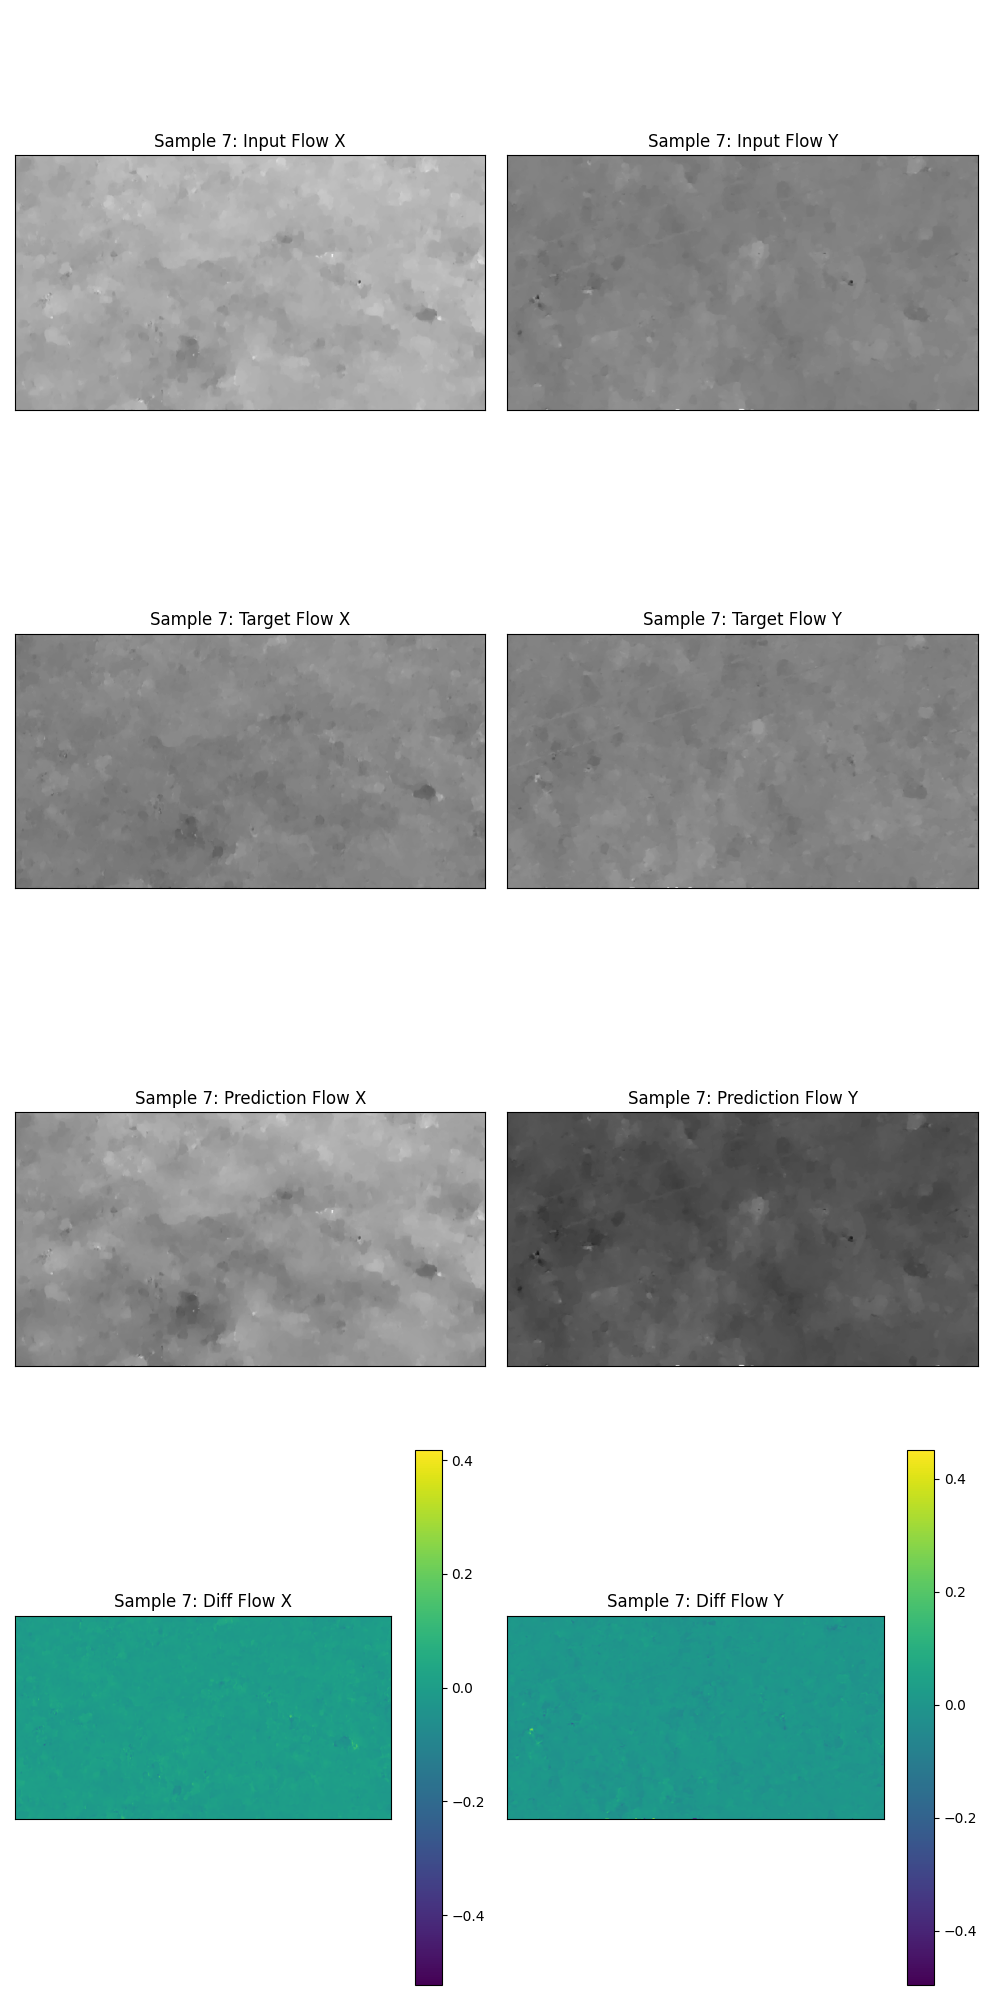 Sample 7: Input Flow X
Sample 7: Input Flow Y
Sample 7: Target Flow X
Sample 7: Target Flow Y
Sample 7: Prediction Flow X
Sample 7: Prediction Flow Y
Sample 7: Diff Flow X
0.4
0.2
0.0
−0.2
−0.4
Sample 7: Diff Flow Y
0.4
0.2
0.0
−0.2
−0.4